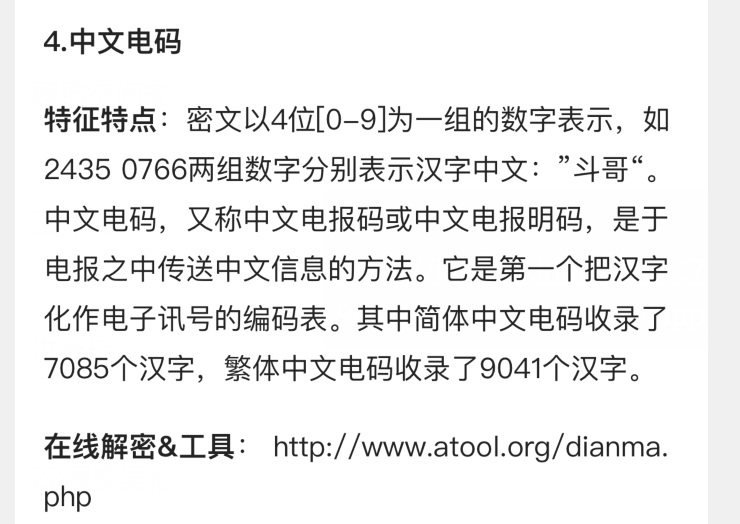 4.中文电码
特征特点：密文以4位[0-9]为一组的数字表示，如
2435 0766两组数字分别表示汉字中文：”斗哥“。
中文电码，又称中文电报码或中文电报明码，是于
电报之中传送中文信息的方法。它是第一个把汉字
化作电子讯号的编码表。其中简体中文电码收录了
7085个汉字，繁体中文电码收录了9041个汉字。
在线解密&工具： http://www.atool.org/dianma.
php